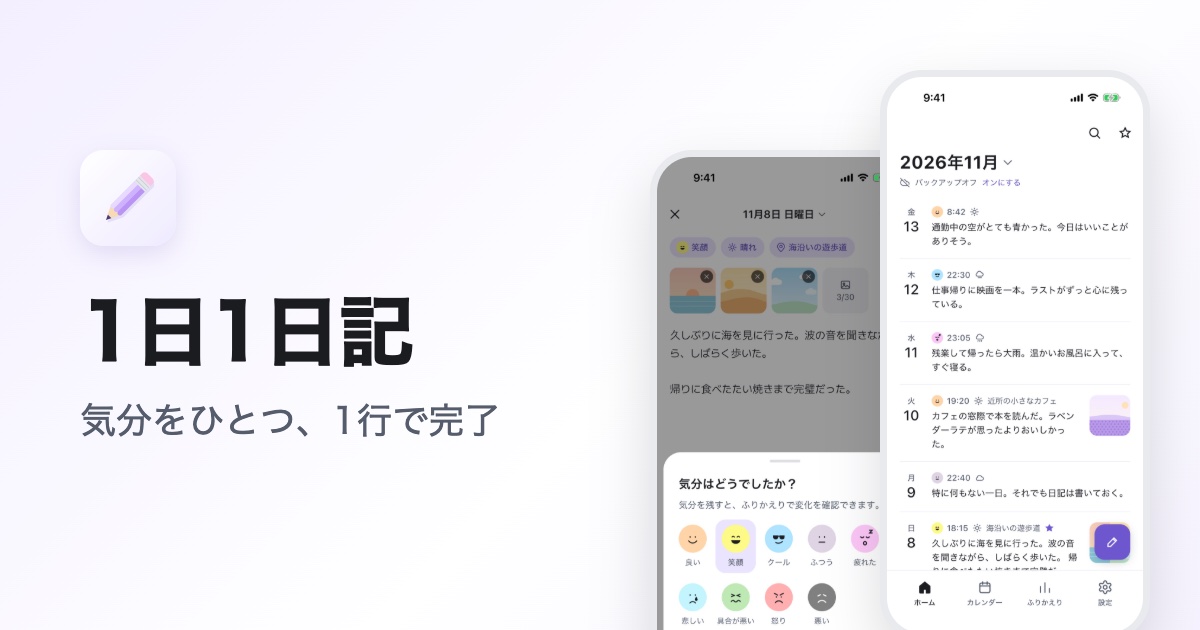 1日1日記
気分をひとつ、1行で完了
9:41
11月8日 日曜日
笑顔
晴れ
海沿いの遊歩道
3/30
久しぶりに海を見に行った。波の音を聞きなが
ら、しばらく歩いた。
帰りに食べたたい焼きまで完璧だった。
気分はどうでしたか？
気分を残すと、ふりかえりで変化を確認できます。
良い
笑顔
クール
ふつう
疲れた
悲しい
具合が悪い
怒り
悪い
9:41
2026年11月
バックアップオフ オンにする
金
13
8:42
通勤中の空がとても青かった。今日はいいことが
ありそう。
木
12
22:30
仕事帰りに映画を一本。ラストがずっと心に残っ
ている。
水
11
23:05
残業して帰ったら大雨。温かいお風呂に入って、
すぐ寝る。
火
10
19:20 近所の小さなカフェ
カフェの窓際で本を読んだ。ラベン
ダーラテが思ったよりおいしかっ
た。
月
9
22:40
特に何もない一日。それでも日記は書いておく。
日
8
18:15 海沿いの遊歩道
久しぶりに海を見に行った。波の音
を聞きながら、しばらく歩いた。 帰
ホーム
カレンダー
ふりかえり
設定